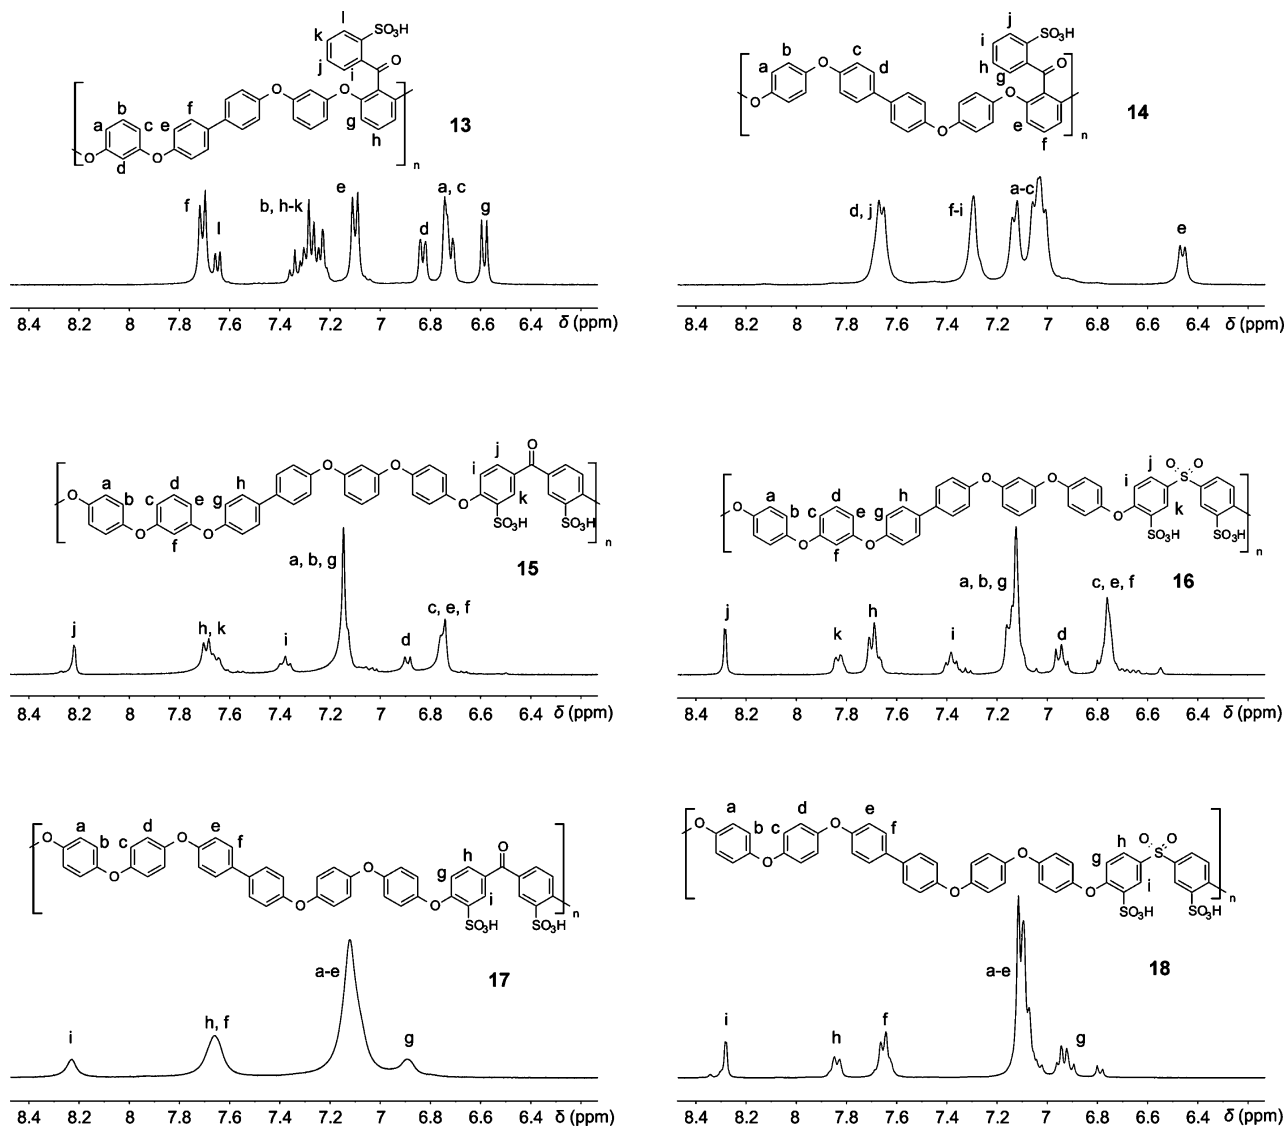 l
k
SO₃H
j
O
i
b
f
O
O
a
c
e
g
h
O
d
O
n
13
f
l
b, h-k
e
d
a, c
g
8.4 8.2 8 7.8 7.6 7.4 7.2 7 6.8 6.6 6.4 δ (ppm)
j
i
SO₃H
h
O
g
b
c
O
a
d
O
O
O
e
f
n
14
d, j
f-i
a-c
e
8.4 8.2 8 7.8 7.6 7.4 7.2 7 6.8 6.6 6.4 δ (ppm)
O
j
O
O
i
a
d
h
O
b
c
e
g
k
O
O
O
f
SO₃H
SO₃H
n
15
j
h, k
i
a, b, g
d
c, e, f
8.4 8.2 8 7.8 7.6 7.4 7.2 7 6.8 6.6 6.4 δ (ppm)
O O
S
j
O
O
i
a
d
h
O
b
c
e
g
k
O
O
O
f
SO₃H
SO₃H
n
16
j
k
h
i
a, b, g
d
c, e, f
8.4 8.2 8 7.8 7.6 7.4 7.2 7 6.8 6.6 6.4 δ (ppm)
a
d
e
O
O
b
c
f
O
O
h
O
g
i
O
O
SO₃H
SO₃H
n
17
i
h, f
a-e
g
8.4 8.2 8 7.8 7.6 7.4 7.2 7 6.8 6.6 6.4 δ (ppm)
a
d
e
O
O
b
c
f
O
O O
S
h
O
g
i
O
O
SO₃H
SO₃H
n
18
i
h
f
a-e
g
8.4 8.2 8 7.8 7.6 7.4 7.2 7 6.8 6.6 6.4 δ (ppm)